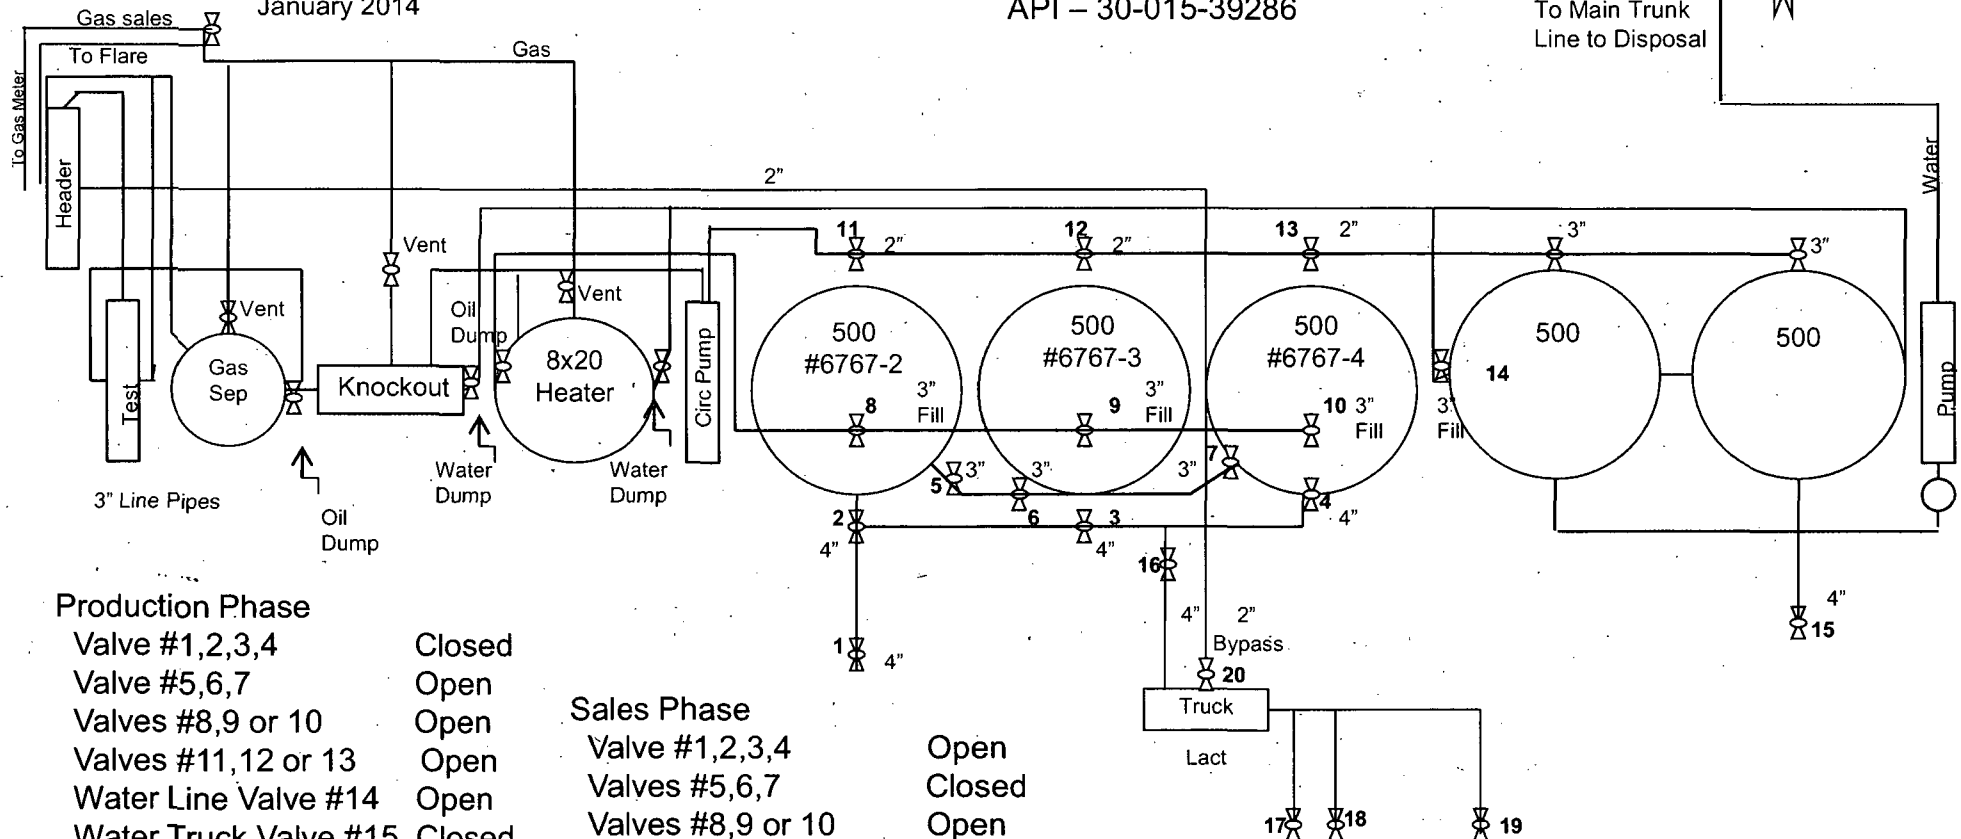 January 2014
API – 30-015-39286
To Main Trunk
Line to Disposal
Gas sales
To Flare
Gas
To Gas Meter
Header
Water
2"
11
2"
12
2"
13
2"
3"
3"
Vent
Vent
Vent
Oil
Dump
Gas
Sep
Knockout
8x20
Heater
Test
Circ Pump
500
#6767-2
500
#6767-3
500
#6767-4
500
500
Pump
3"
Fill
3"
Fill
3"
Fill
3"
Fill
8
9
10
14
7
5
3"
3"
3"
6
3
4
4"
2
4"
4"
Water
Dump
Water
Dump
3" Line Pipes
Oil
Dump
16
4"
2"
Bypass
20
1
4"
4"
15
Truck
Lact
17
18
19
Production Phase
Valve #1,2,3,4 Closed
Valve #5,6,7 Open
Valves #8,9 or 10 Open
Valves #11,12 or 13 Open
Water Line Valve #14 Open
Water Truck Valve #15 Closed
Sales Phase
Valve #1,2,3,4 Open
Valves #5,6,7 Closed
Valves #8,9 or 10 Open